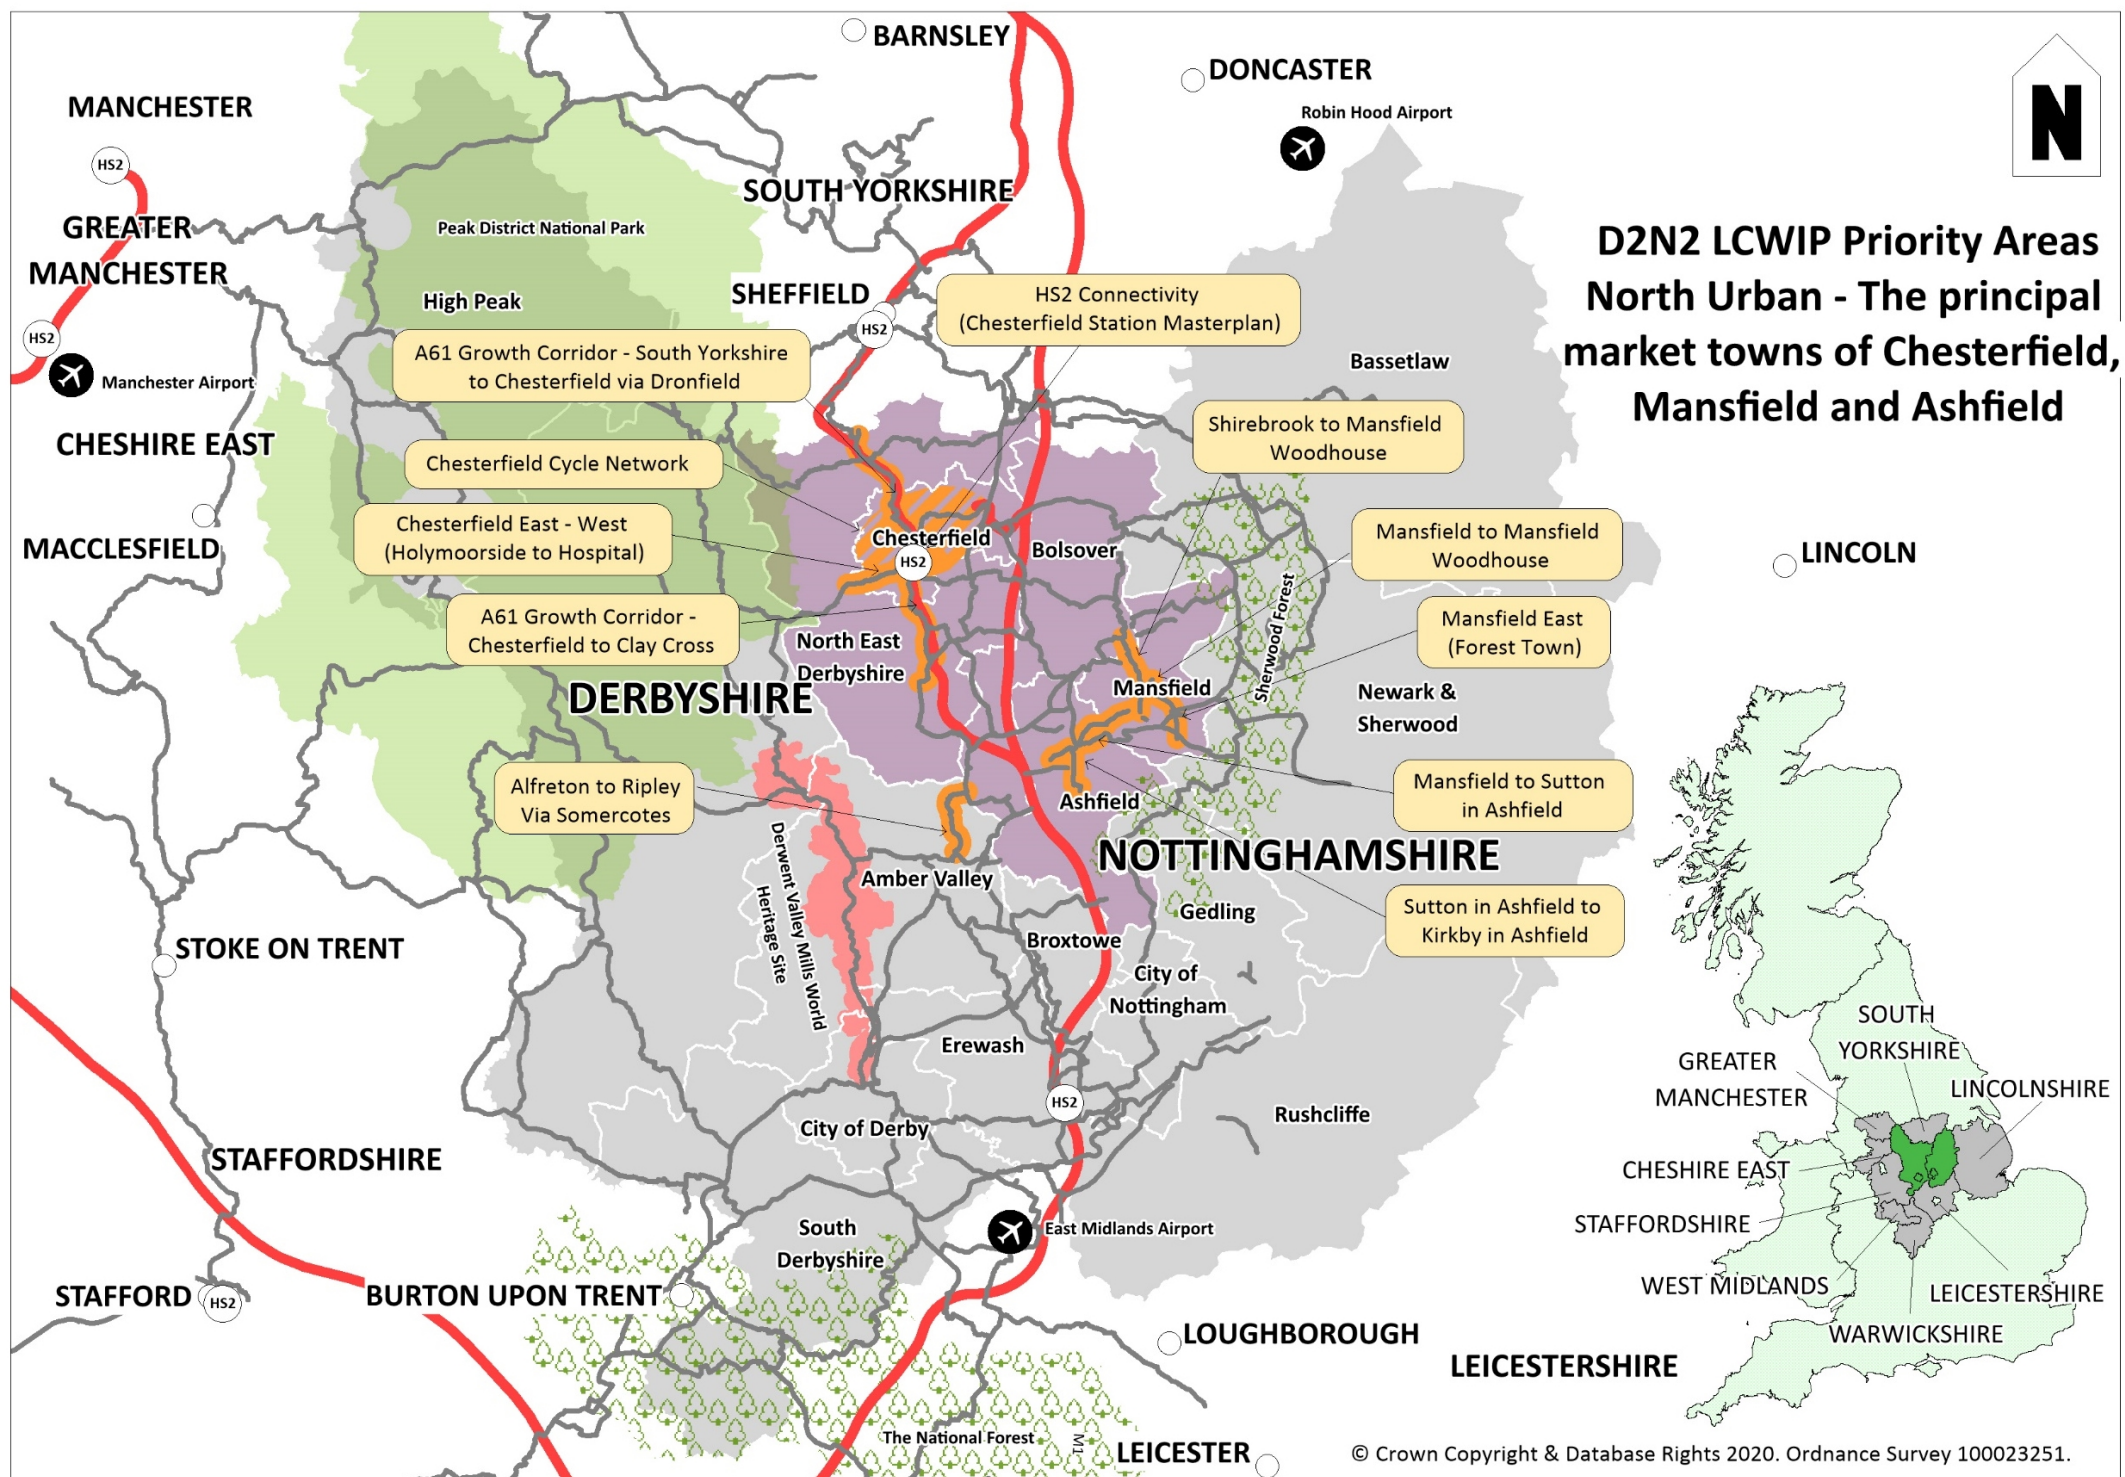 BARNSLEY
DONCASTER
Robin Hood Airport
MANCHESTER
HS2
N
SOUTH YORKSHIRE
GREATER
MANCHESTER
Peak District National Park
D2N2 LCWIP Priority Areas
North Urban - The principal
market towns of Chesterfield,
Mansfield and Ashfield
High Peak
SHEFFIELD
HS2
HS2 Connectivity
(Chesterfield Station Masterplan)
HS2
Manchester Airport
A61 Growth Corridor - South Yorkshire
to Chesterfield via Dronfield
Bassetlaw
CHESHIRE EAST
Chesterfield Cycle Network
Shirebrook to Mansfield
Woodhouse
Chesterfield East - West
(Holymoorside to Hospital)
Chesterfield
HS2
Bolsover
Mansfield to Mansfield
Woodhouse
MACCLESFIELD
LINCOLN
A61 Growth Corridor -
Chesterfield to Clay Cross
North East
Derbyshire
Sherwood Forest
Mansfield East
(Forest Town)
DERBYSHIRE
Mansfield
Newark &
Sherwood
Alfreton to Ripley
Via Somercotes
Ashfield
Mansfield to Sutton
in Ashfield
Derwent Valley Mills World
Heritage Site
NOTTINGHAMSHIRE
Amber Valley
Gedling
Sutton in Ashfield to
Kirkby in Ashfield
STOKE ON TRENT
Broxtowe
City of
Nottingham
Erewash
HS2
City of Derby
Rushcliffe
STAFFORDSHIRE
South
Derbyshire
East Midlands Airport
STAFFORD
HS2
BURTON UPON TRENT
LOUGHBOROUGH
LEICESTERSHIRE
The National Forest
M1
LEICESTER
SOUTH
YORKSHIRE
GREATER
MANCHESTER
LINCOLNSHIRE
CHESHIRE EAST
STAFFORDSHIRE
WEST MIDLANDS
LEICESTERSHIRE
WARWICKSHIRE
© Crown Copyright & Database Rights 2020. Ordnance Survey 100023251.